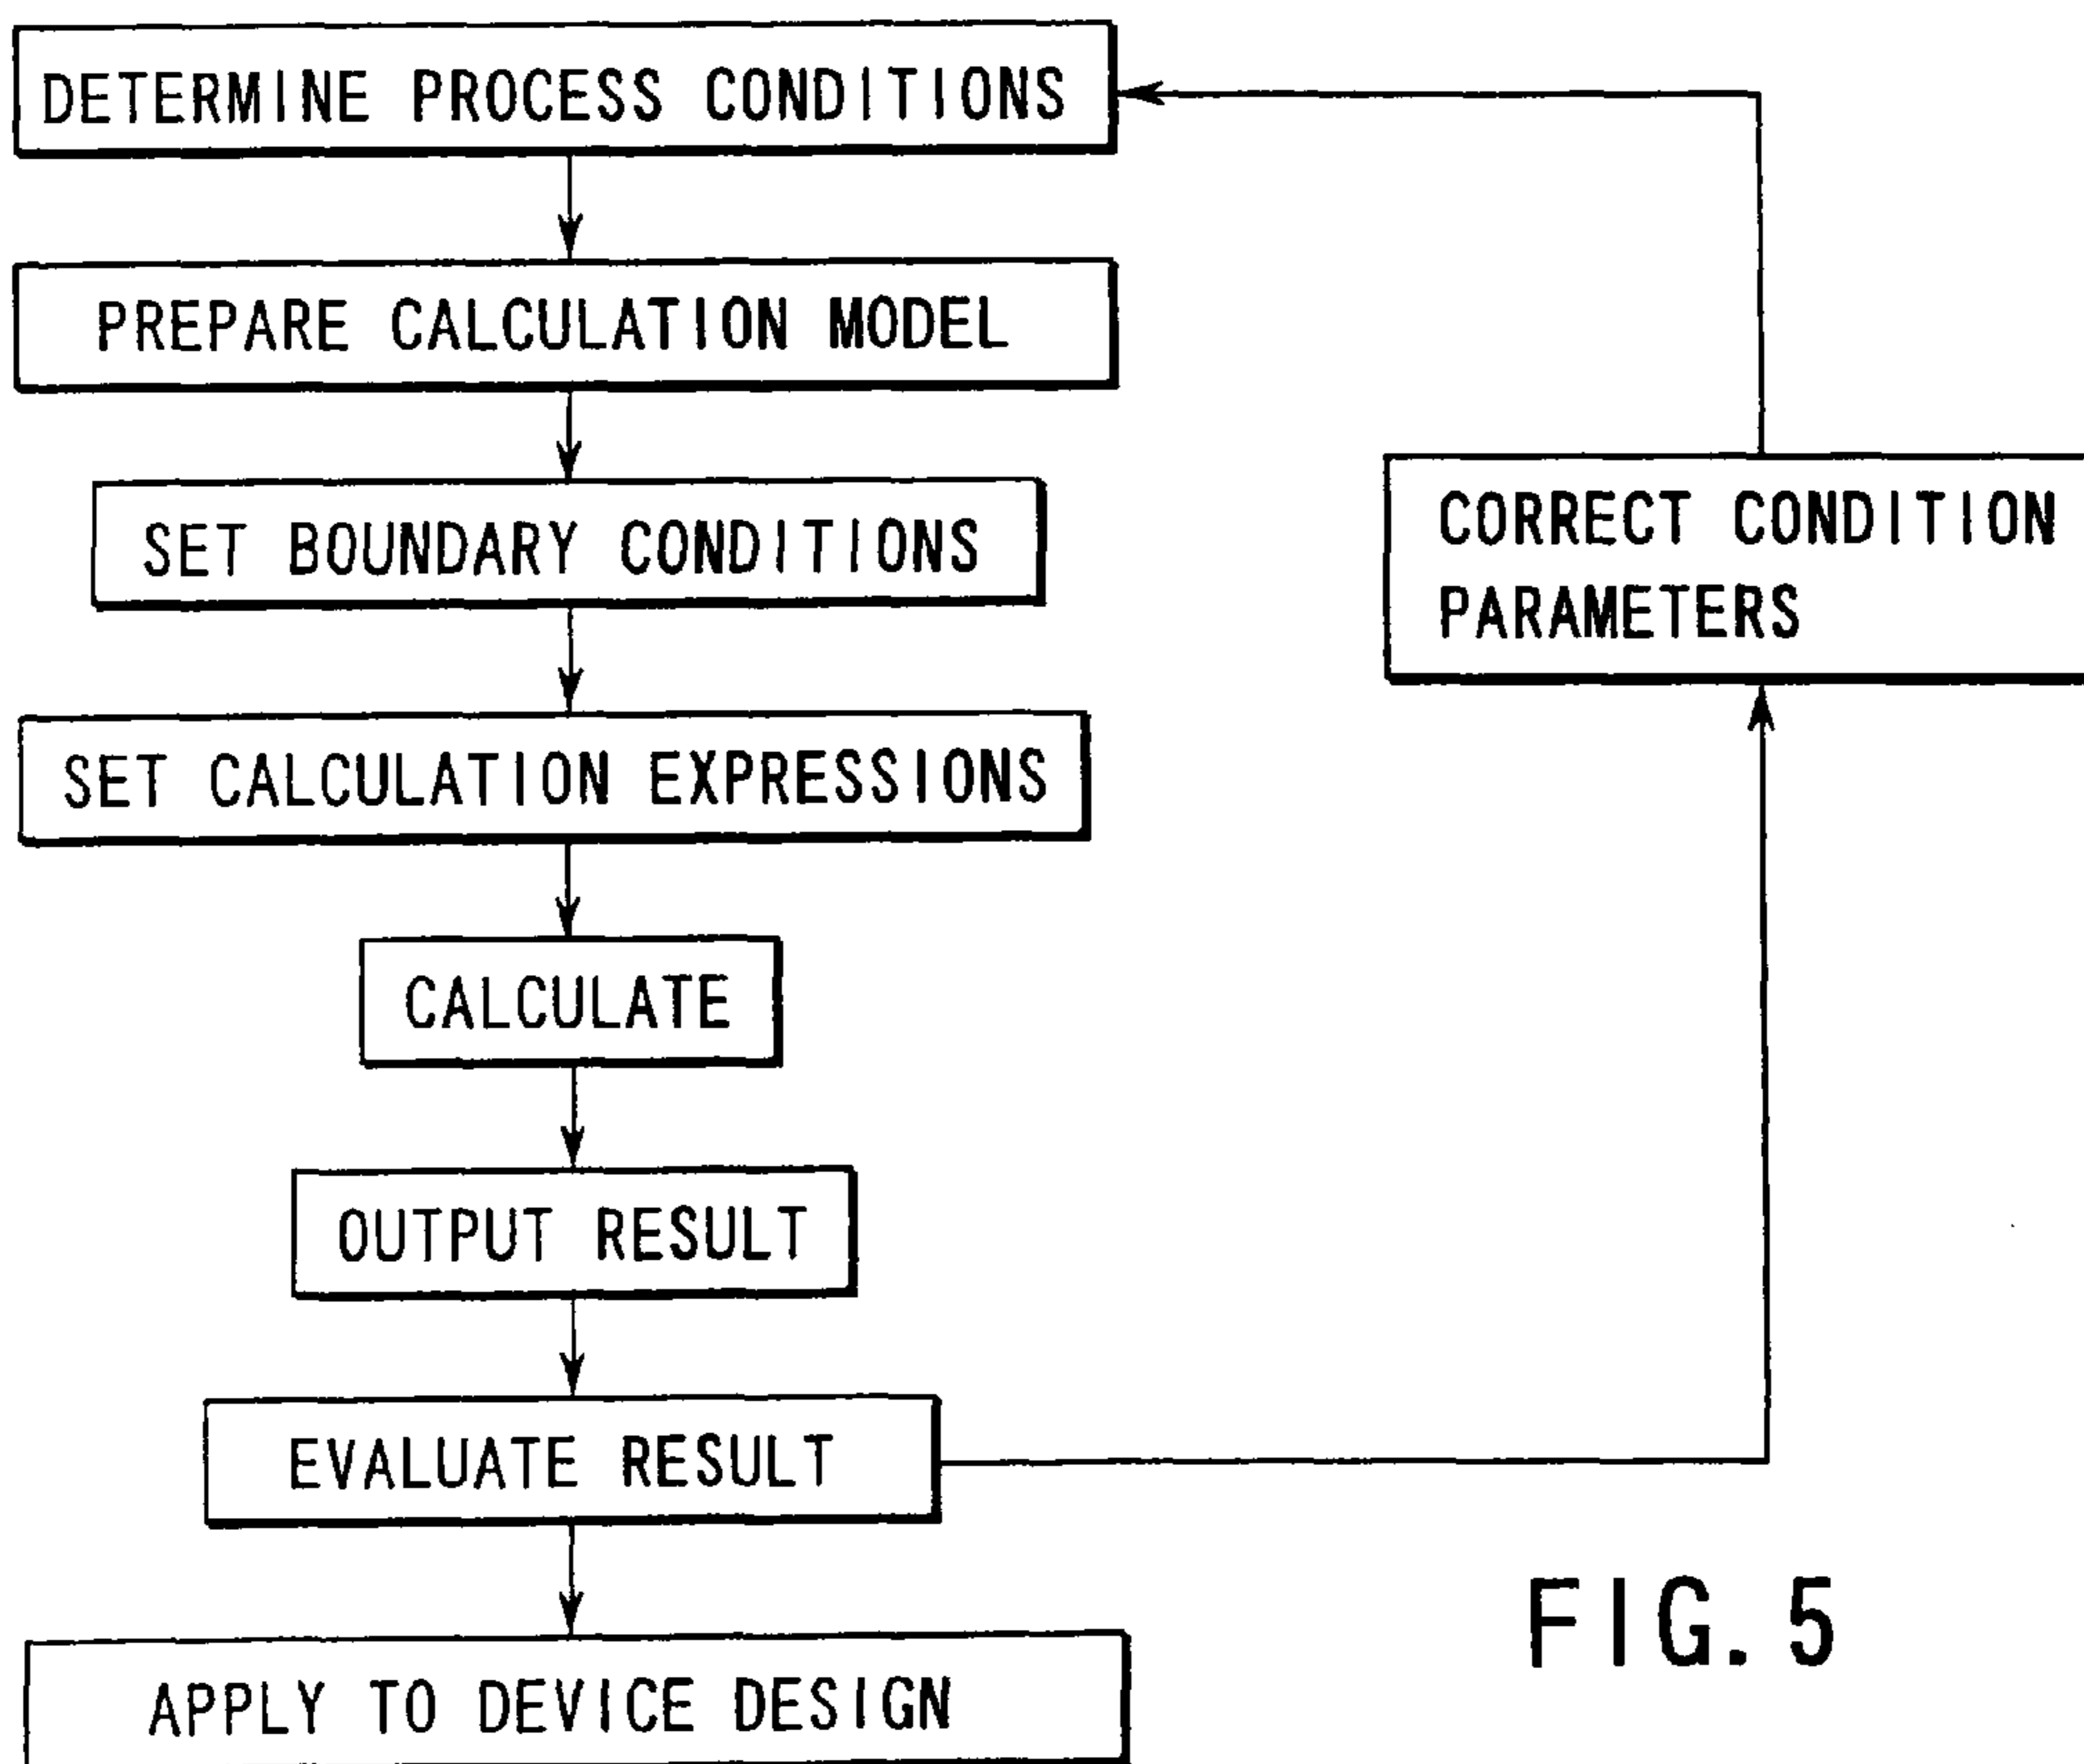 DETERMINE PROCESS CONDITIONS
PREPARE CALCULATION MODEL
SET BOUNDARY CONDITIONS
CORRECT CONDITION
PARAMETERS
SET CALCULATION EXPRESSIONS
CALCULATE
OUTPUT RESULT
EVALUATE RESULT
APPLY TO DEVICE DESIGN
FIG. 5